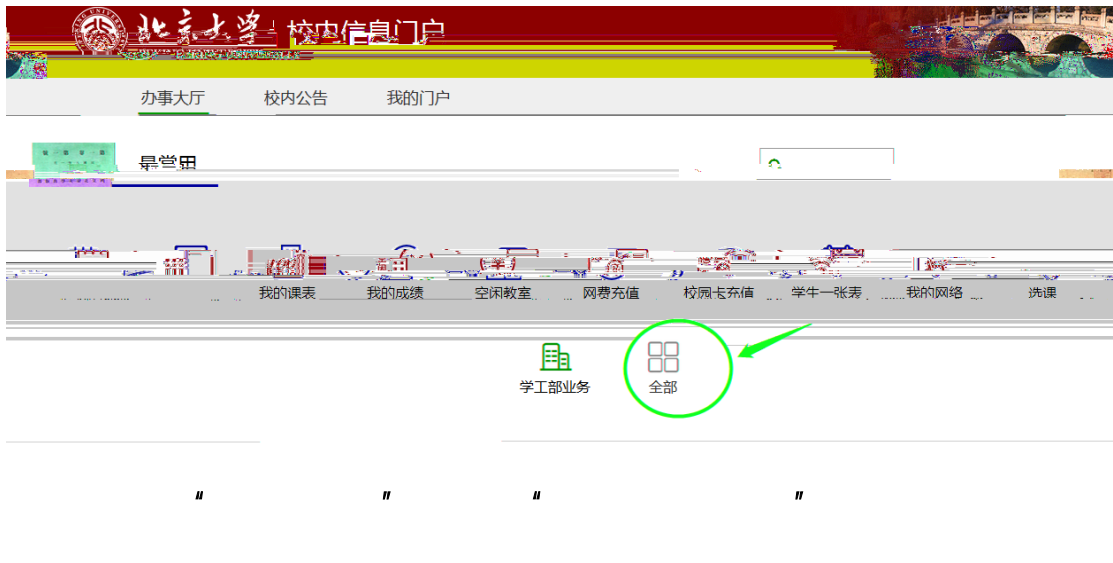 北京大学 校内信息门户
办事大厅 校内公告 我的门户
最常用
我的课表 我的成绩 空闲教室 网费充值 校园卡充值 学生一张表 我的网络 选课
学工部业务 全部
“ ” “ ”